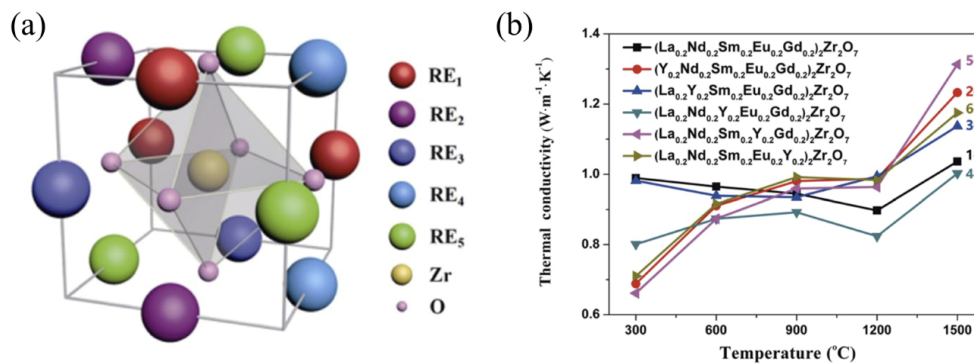 (a)
RE₁
RE₂
RE₃
RE₄
RE₅
Zr
O
(b)
Thermal conductivity (W·m⁻¹·K⁻¹)
1.4
1.2
1.0
0.8
0.6
(La₀.₂Nd₀.₂Sm₀.₂Eu₀.₂Gd₀.₂)₂Zr₂O₇
(Y₀.₂Nd₀.₂Sm₀.₂Eu₀.₂Gd₀.₂)₂Zr₂O₇
(La₀.₂Y₀.₂Sm₀.₂Eu₀.₂Gd₀.₂)₂Zr₂O₇
(La₀.₂Nd₀.₂Y₀.₂Eu₀.₂Gd₀.₂)₂Zr₂O₇
(La₀.₂Nd₀.₂Sm₀.₂Y₀.₂Gd₀.₂)₂Zr₂O₇
(La₀.₂Nd₀.₂Sm₀.₂Eu₀.₂Y₀.₂)₂Zr₂O₇
5
2
6
3
1
4
300 600 900 1200 1500
Temperature (°C)